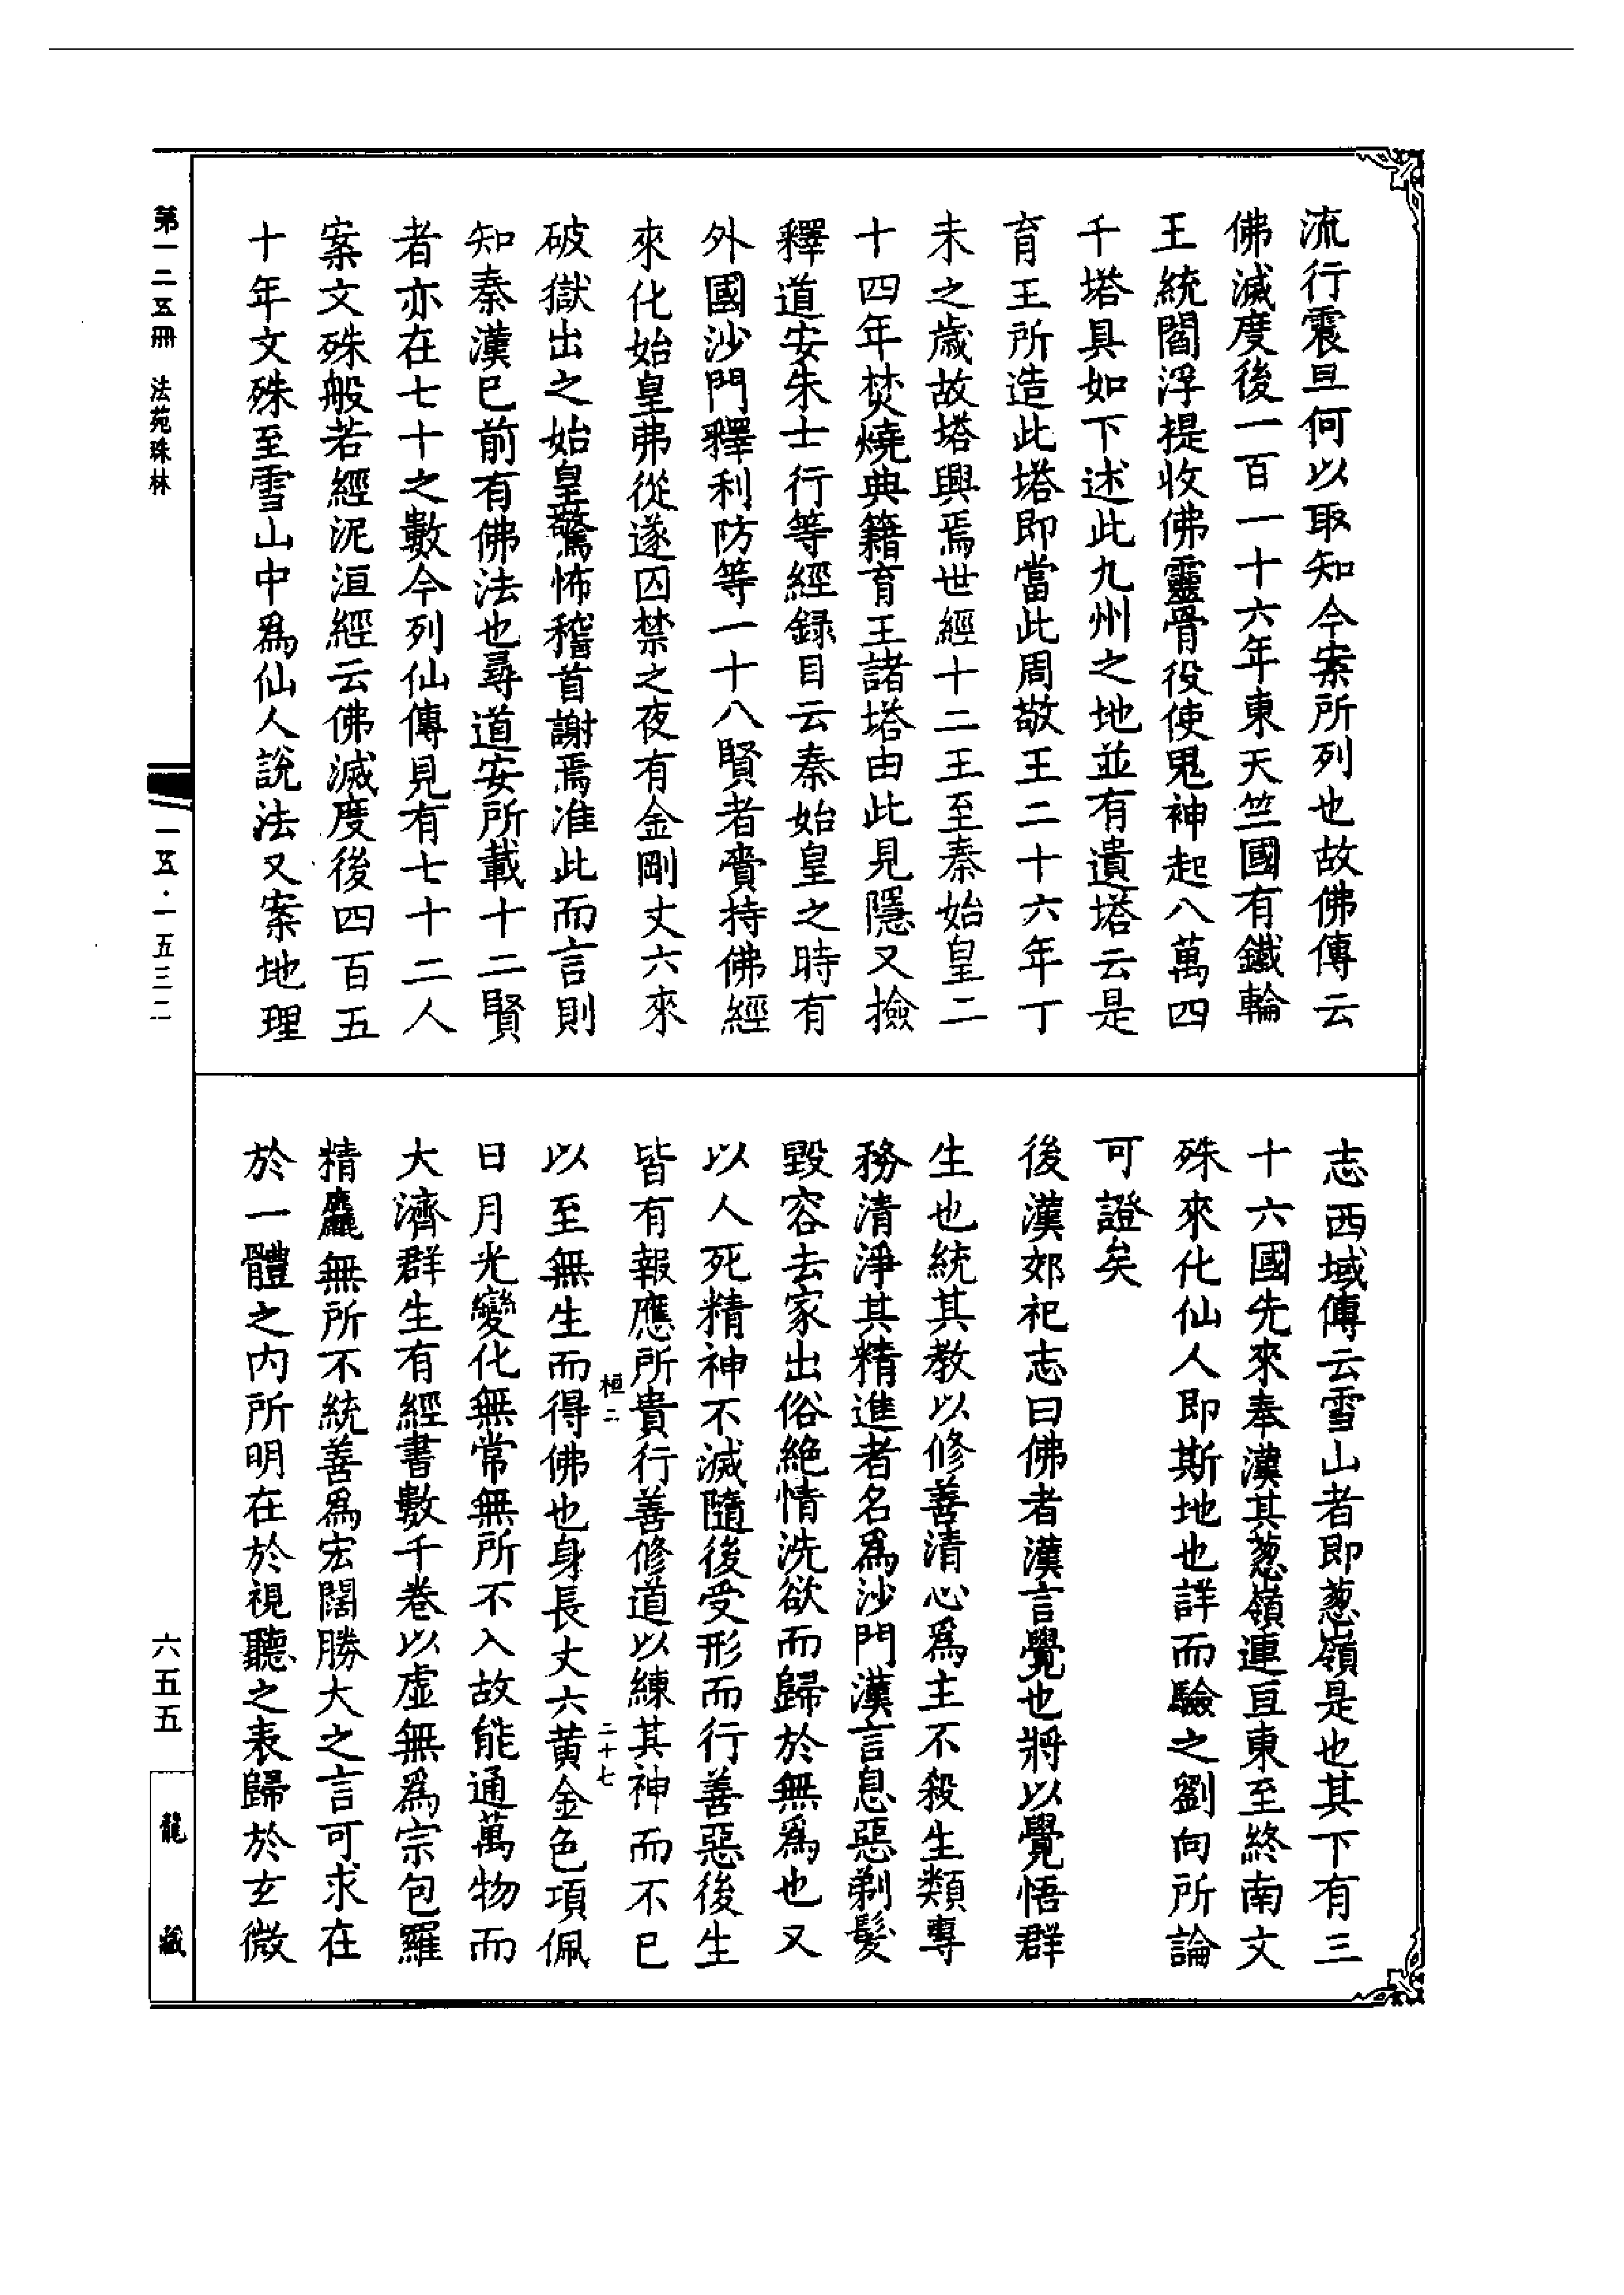 流行震旦何以取知今案所列也故佛傳云
佛滅度後一百一十六年東天竺國有鐵輪
王統閻浮提收佛靈骨役使鬼神起八萬四
千塔具如下述此九州之地並有遺塔云是
育王所造此塔即當此周敬王二十六年丁
未之歲故塔興焉世經十二王至秦始皇二
十四年焚燒典籍育王諸塔由此見隱又撿
釋道安朱士行等經録目云秦始皇之時有
外國沙門釋利防等一十八賢者賷持佛經
來化始皇弗從遂囚禁之夜有金剛丈六來
破獄出之始皇驚怖稽首謝焉准此而言則
知秦漢已前有佛法也尋道安所載十二賢
者亦在七十之數今列仙傳見有七十二人
案文殊般若經泥洹經云佛滅度後四百五
十年文殊至雪山中爲仙人說法又案地理
志西域傳云雪山者即葱嶺是也其下有三
十六國先來奉漢其葱嶺連亘東至終南文
殊來化仙人即斯地也詳而驗之劉向所論
可證矣
後漢郊祀志曰佛者漢言覺也將以覺悟群
生也統其教以修善清心爲主不殺生類專
務清淨其精進者名爲沙門漢言息惡剃髮
毀容去家出俗絶情洗欲而歸於無爲也又
以人死精神不滅隨後受形而行善惡後生
皆有報應所貴行善修道以練其神而不已
桓二
二十七
以至無生而得佛也身長丈六黄金色項佩
日月光變化無常無所不入故能通萬物而
大濟群生有經書數千卷以虛無爲宗包羅
精麤無所不統善爲宏闊勝大之言可求在
於一體之內所明在於視聽之表歸於玄微
第一二五冊 法苑珠林
一五·一五三二
六五五
龍藏